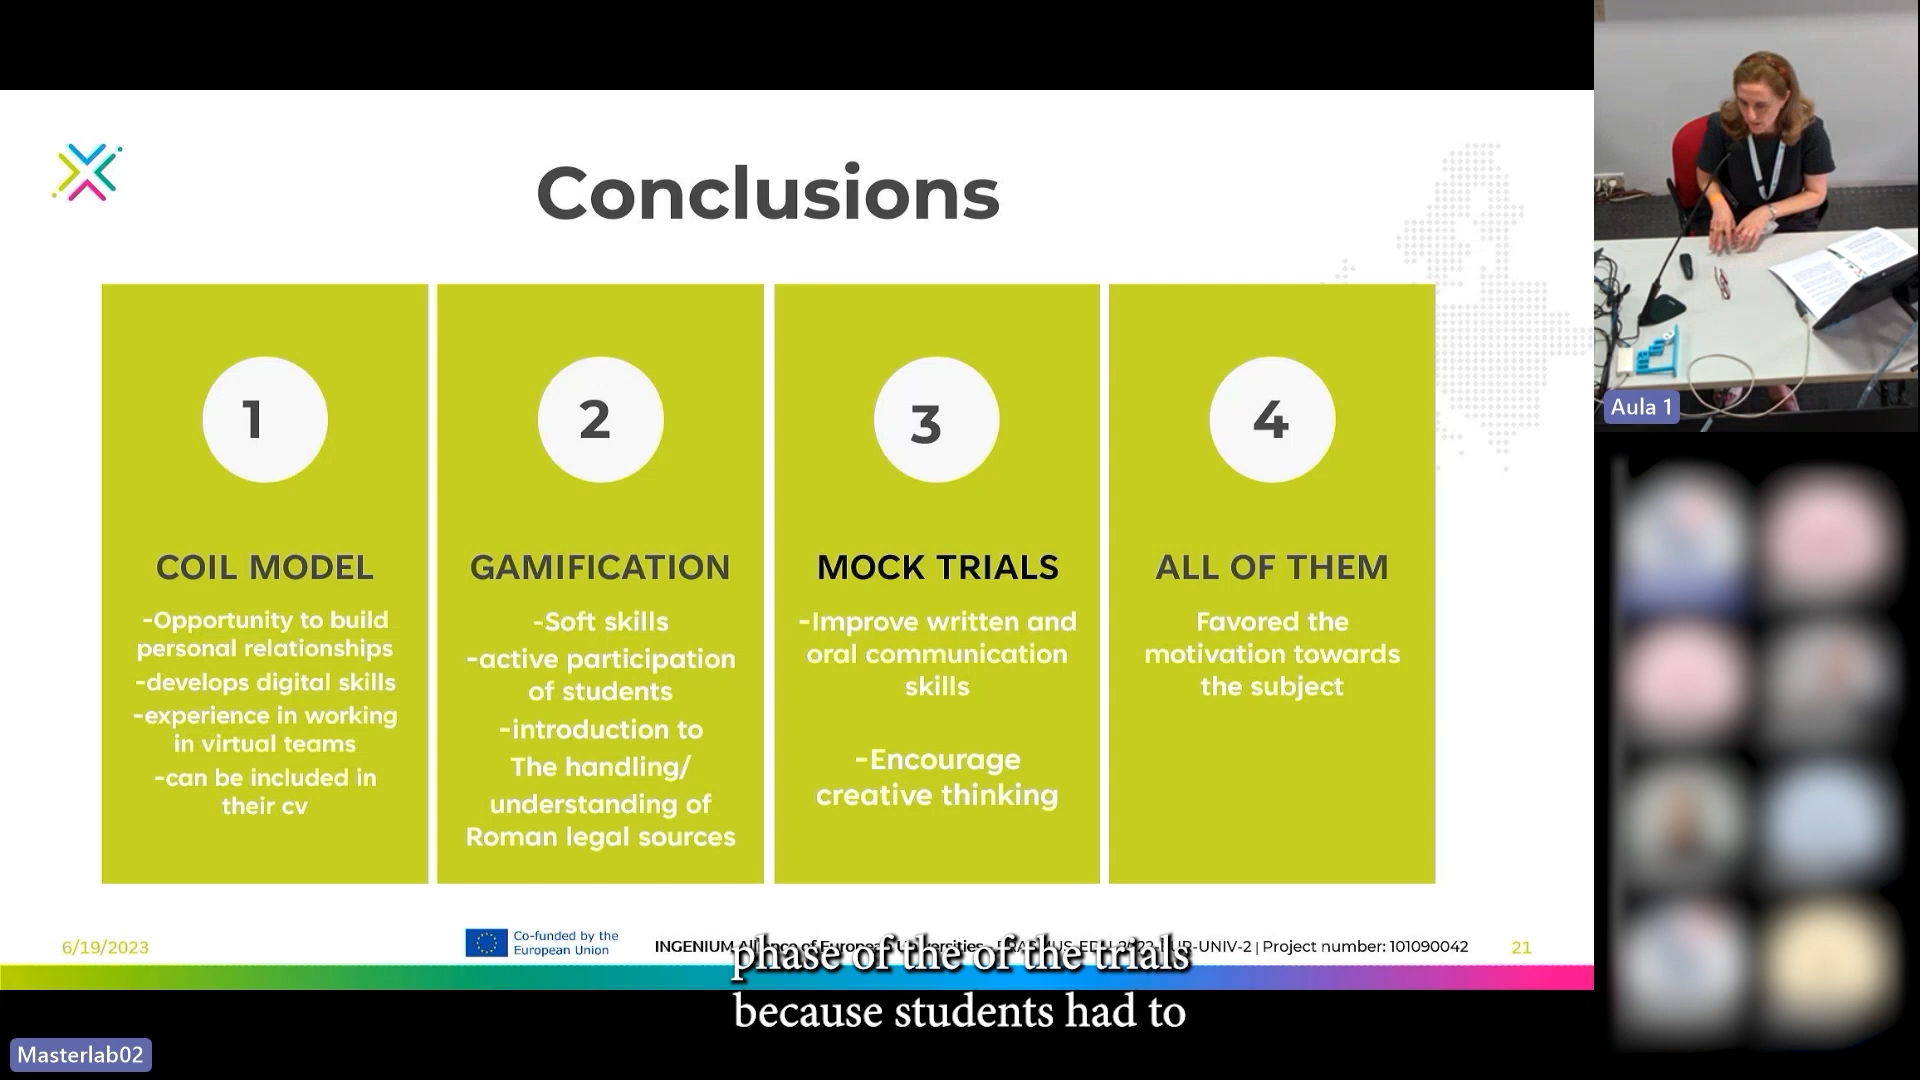 Conclusions
1
COIL MODEL
-Opportunity to build
personal relationships
-develops digital skills
-experience in working
in virtual teams
-can be included in
their cv
2
GAMIFICATION
-Soft skills
-active participation
of students
-introduction to
The handling/
understanding of
Roman legal sources
3
MOCK TRIALS
-Improve written and
oral communication
skills
-Encourage
creative thinking
4
ALL OF THEM
Favored the
motivation towards
the subject
6/19/2023
Co-funded by the
European Union
INGENIUM Alliance of European Universities - ERASMUS-EDU-2022-EUR-UNIV-2 | Project number: 101090042
21
phase of the of the trials
because students had to
Aula 1
Masterlab02